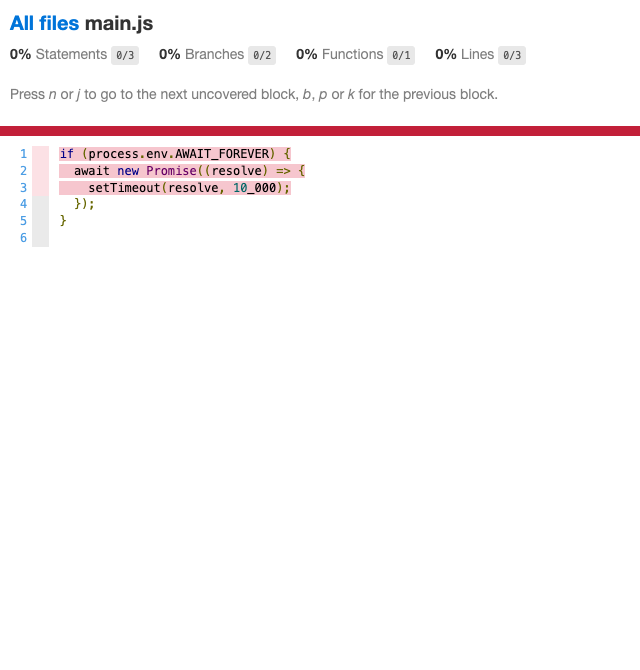 All files main.js
0% Statements 0/3 0% Branches 0/2 0% Functions 0/1 0% Lines 0/3
Press n or j to go to the next uncovered block, b, p or k for the previous block.
1 if (process.env.AWAIT_FOREVER) {
2   await new Promise((resolve) => {
3     setTimeout(resolve, 10_000);
4   });
5 }
6